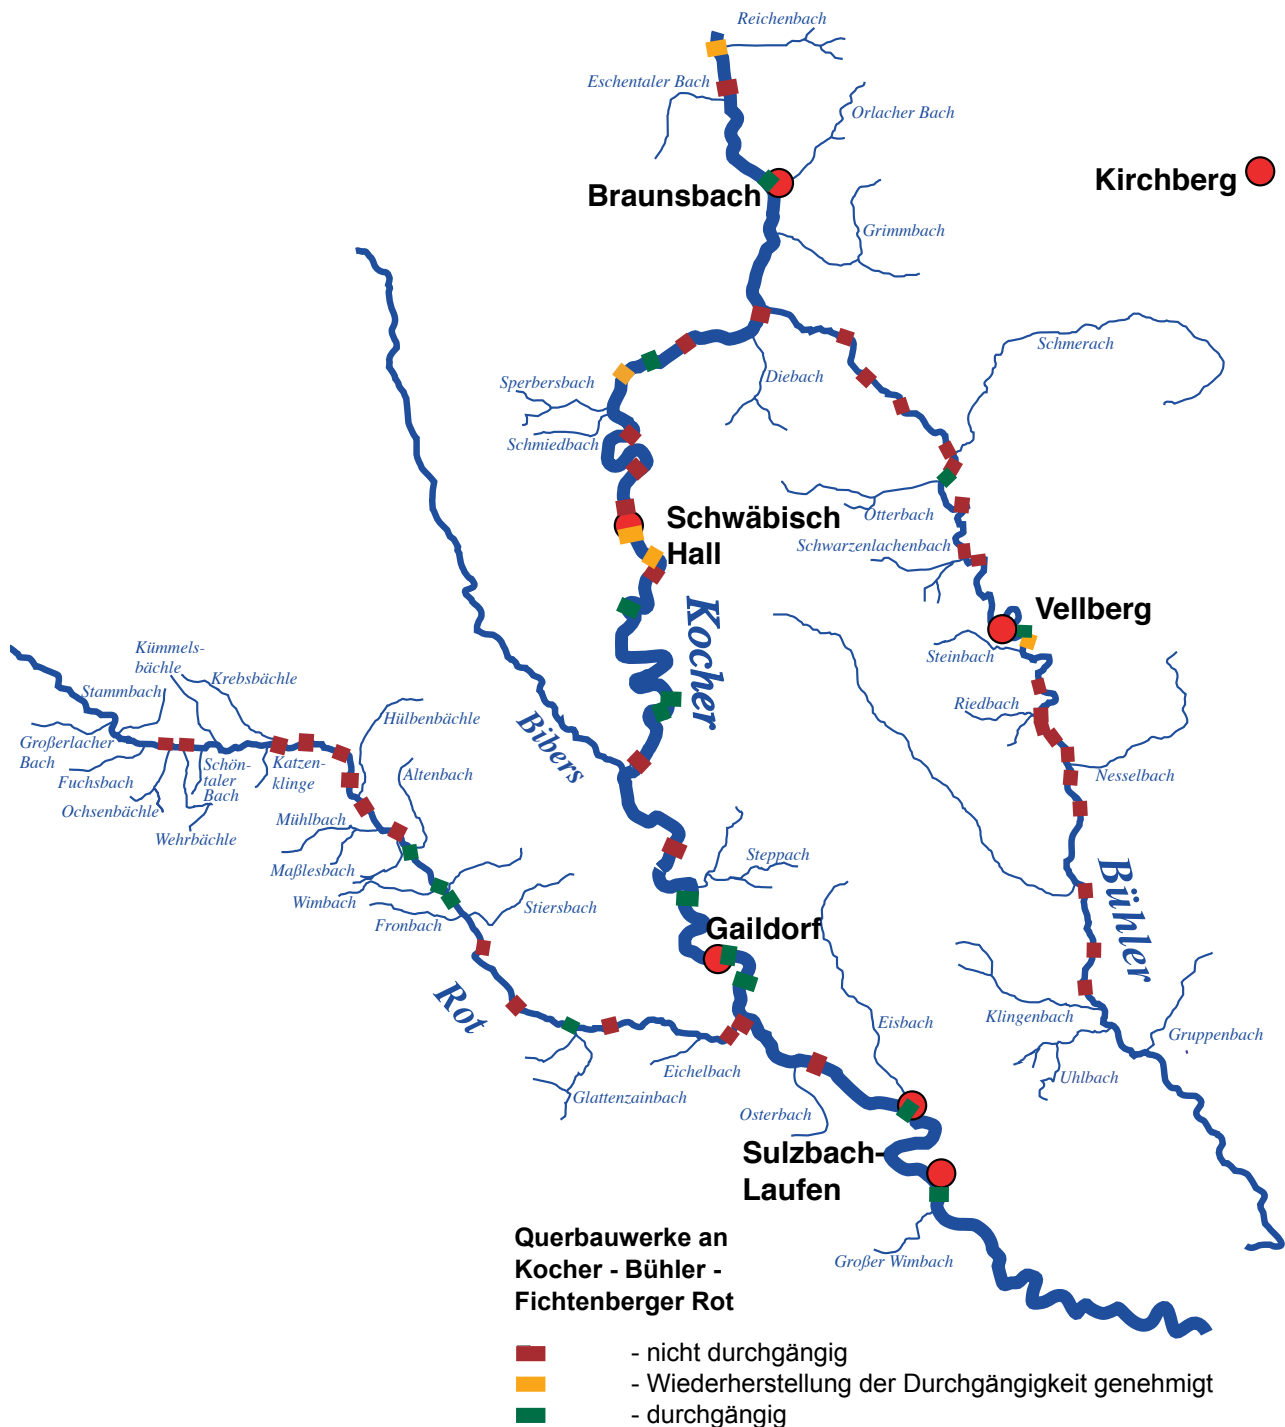 Reichenbach
Eschentaler Bach
Orlacher Bach
Kirchberg
Braunsbach
Grimmbach
Schmerach
Diebach
Sperbersbach
Schmiedbach
Schwäbisch
Hall
Otterbach
Schwarzenlachenbach
Kocher
Vellberg
Steinbach
Kümmels-
bächle
Krebsbächle
Stammbach
Riedbach
Hülbenbächle
Bibers
Großerlacher
Bach
Fuchsbach
Ochsenbächle
Schön-
taler
Bach
Katzen-
klinge
Altenbach
Nesselbach
Wehrbächle
Mühlbach
Maßlesbach
Steppach
Wimbach
Fronbach
Stiersbach
Bühler
Gaildorf
Rot
Eisbach
Klingenbach
Gruppenbach
Eichelbach
Uhlbach
Glattenzainbach
Osterbach
Sulzbach-
Laufen
Großer Wimbach
Querbauwerke an
Kocher - Bühler -
Fichtenberger Rot
- nicht durchgängig
- Wiederherstellung der Durchgängigkeit genehmigt
- durchgängig